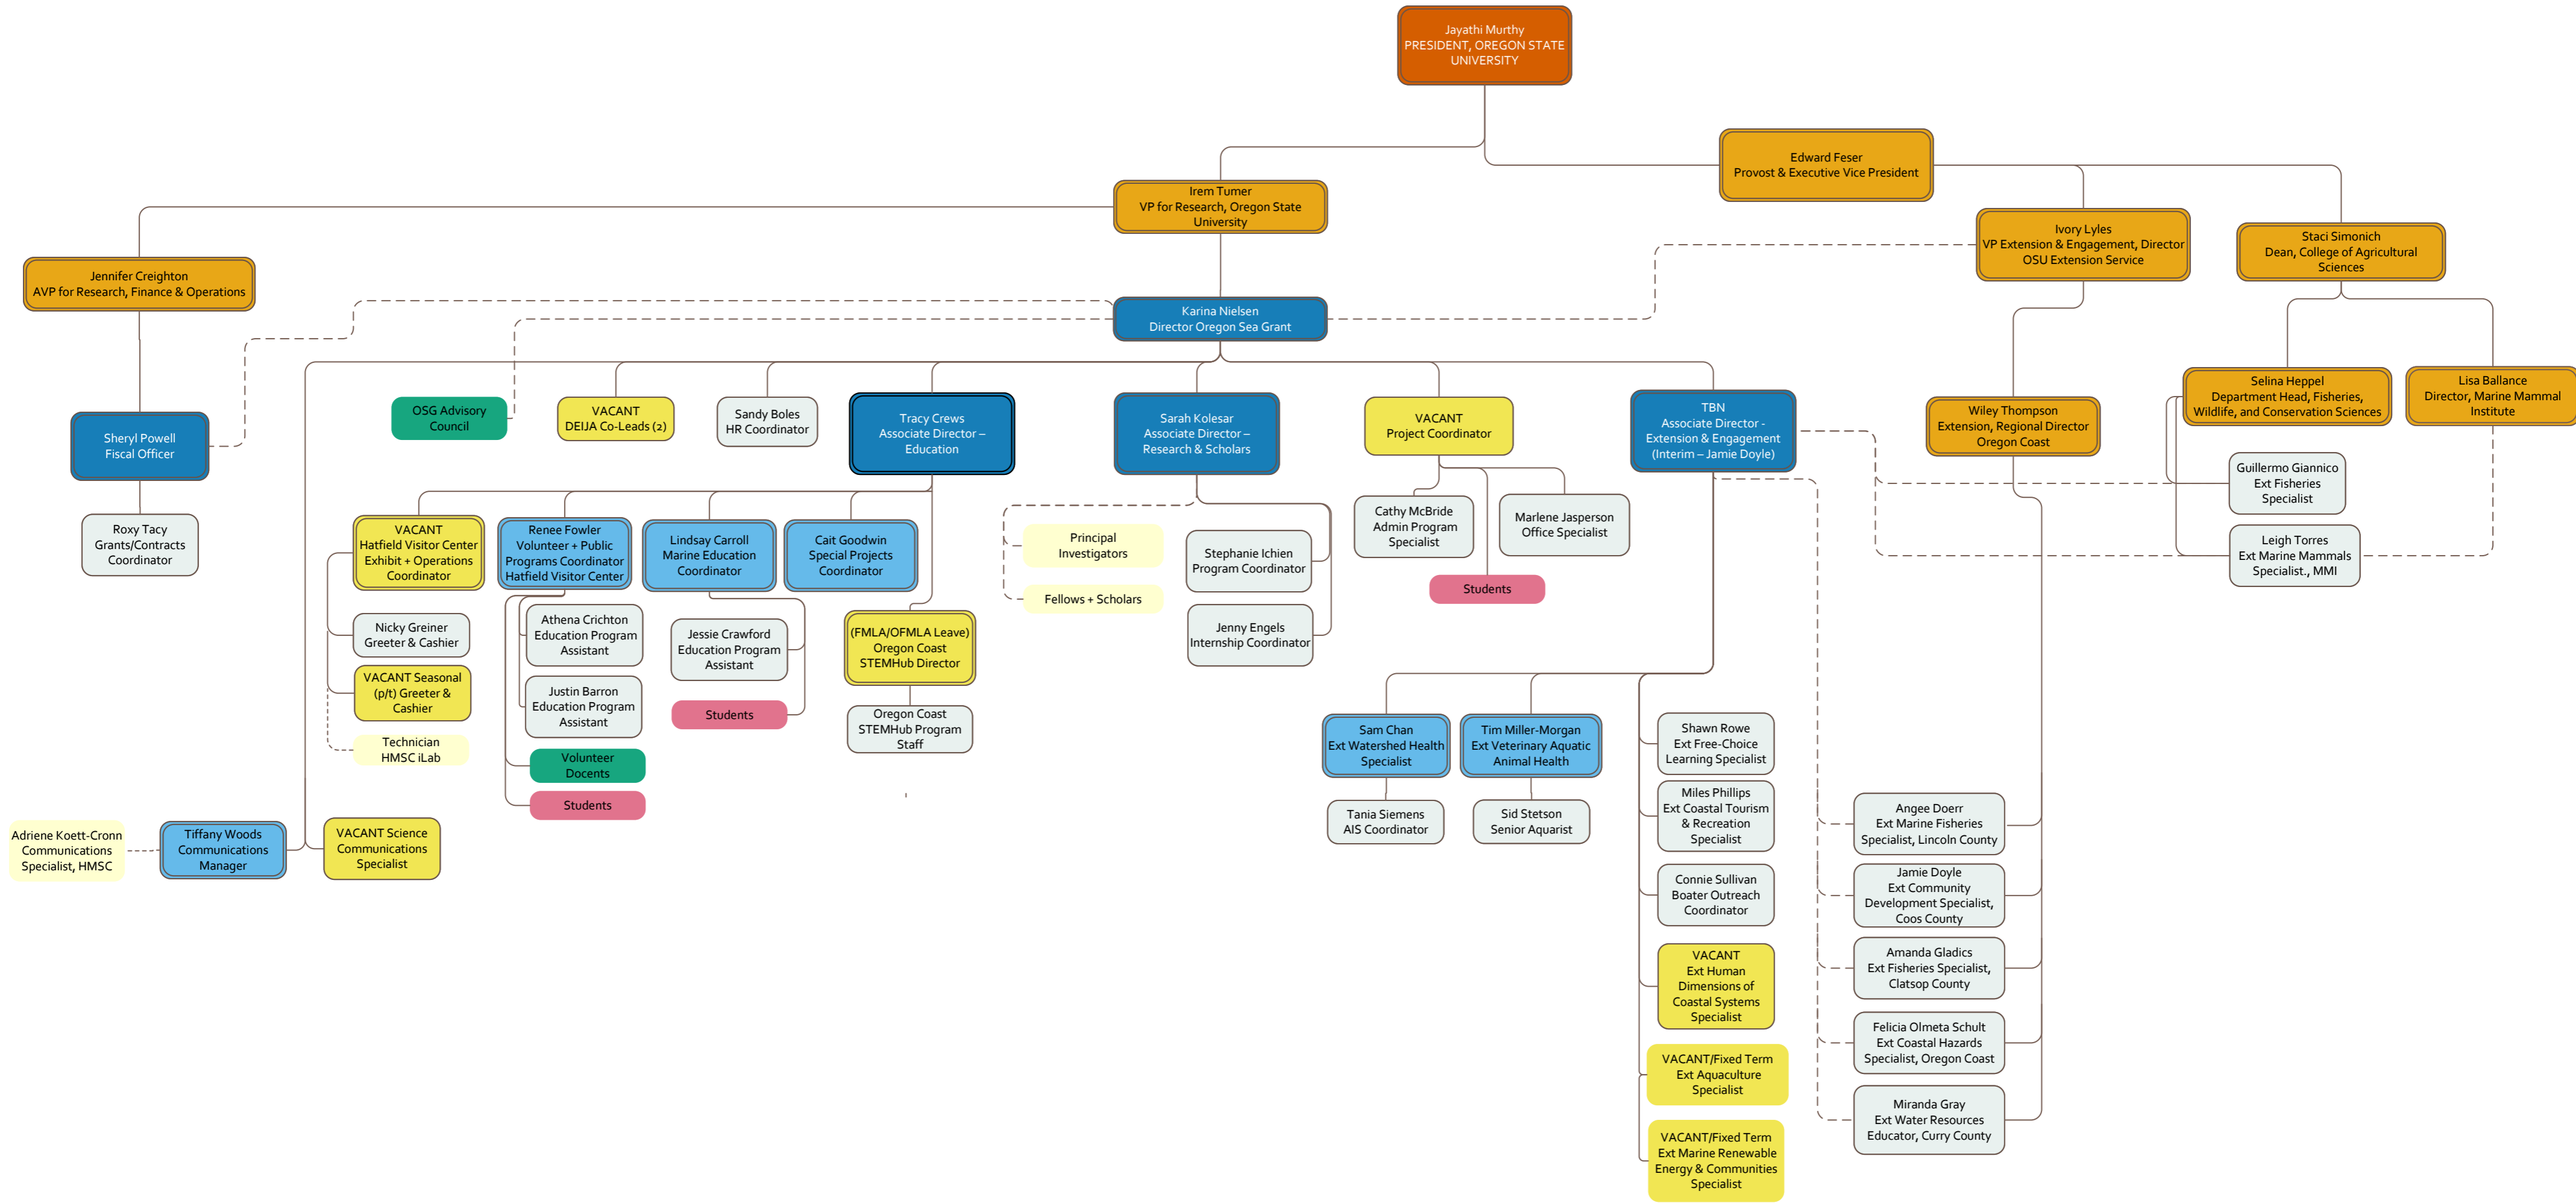 Jayathi Murthy
PRESIDENT, OREGON STATE
UNIVERSITY
Edward Feser
Provost & Executive Vice President
Irem Tumer
VP for Research, Oregon State
University
Ivory Lyles
VP Extension & Engagement, Director
OSU Extension Service
Staci Simonich
Dean, College of Agricultural
Sciences
Jennifer Creighton
AVP for Research, Finance & Operations
Karina Nielsen
Director Oregon Sea Grant
Selina Heppel
Department Head, Fisheries,
Wildlife, and Conservation Sciences
Lisa Ballance
Director, Marine Mammal
Institute
Sheryl Powell
Fiscal Officer
OSG Advisory
Council
VACANT
DEIJA Co-Leads (2)
Sandy Boles
HR Coordinator
Tracy Crews
Associate Director –
Education
Sarah Kolesar
Associate Director –
Research & Scholars
VACANT
Project Coordinator
TBN
Associate Director -
Extension & Engagement
(Interim – Jamie Doyle)
Wiley Thompson
Extension, Regional Director
Oregon Coast
Guillermo Giannico
Ext Fisheries
Specialist
Leigh Torres
Ext Marine Mammals
Specialist., MMI
Roxy Tacy
Grants/Contracts
Coordinator
VACANT
Hatfield Visitor Center
Exhibit + Operations
Coordinator
Renee Fowler
Volunteer + Public
Programs Coordinator
Hatfield Visitor Center
Lindsay Carroll
Marine Education
Coordinator
Cait Goodwin
Special Projects
Coordinator
Principal
Investigators
Fellows + Scholars
Stephanie Ichien
Program Coordinator
Jenny Engels
Internship Coordinator
Cathy McBride
Admin Program
Specialist
Marlene Jasperson
Office Specialist
Students
Nicky Greiner
Greeter & Cashier
VACANT Seasonal
(p/t) Greeter &
Cashier
Technician
HMSC iLab
Athena Crichton
Education Program
Assistant
Justin Barron
Education Program
Assistant
Volunteer
Docents
Students
Jessie Crawford
Education Program
Assistant
Students
(FMLA/OFMLA Leave)
Oregon Coast
STEMHub Director
Oregon Coast
STEMHub Program
Staff
Adriene Koett-Cronn
Communications
Specialist, HMSC
Tiffany Woods
Communications
Manager
VACANT Science
Communications
Specialist
Sam Chan
Ext Watershed Health
Specialist
Tim Miller-Morgan
Ext Veterinary Aquatic
Animal Health
Tania Siemens
AIS Coordinator
Sid Stetson
Senior Aquarist
Shawn Rowe
Ext Free-Choice
Learning Specialist
Miles Phillips
Ext Coastal Tourism
& Recreation
Specialist
Connie Sullivan
Boater Outreach
Coordinator
VACANT
Ext Human
Dimensions of
Coastal Systems
Specialist
VACANT/Fixed Term
Ext Aquaculture
Specialist
VACANT/Fixed Term
Ext Marine Renewable
Energy & Communities
Specialist
Angee Doerr
Ext Marine Fisheries
Specialist, Lincoln County
Jamie Doyle
Ext Community
Development Specialist,
Coos County
Amanda Gladics
Ext Fisheries Specialist,
Clatsop County
Felicia Olmeta Schult
Ext Coastal Hazards
Specialist, Oregon Coast
Miranda Gray
Ext Water Resources
Educator, Curry County